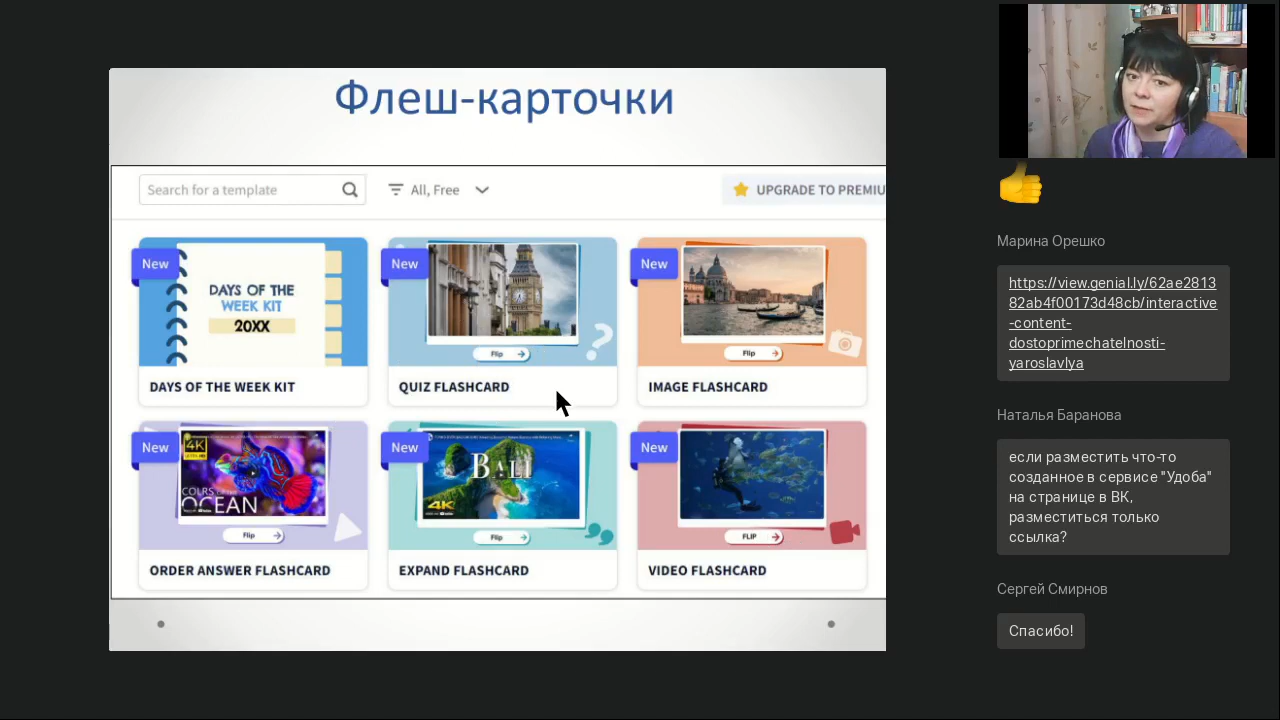 Флеш-карточки
Search for a template
All, Free
UPGRADE TO PREMIU
New
DAYS OF THE
WEEK KIT
20XX
DAYS OF THE WEEK KIT
New
Flip
QUIZ FLASHCARD
New
Flip
IMAGE FLASHCARD
New
4K
OCEAN
Flip
ORDER ANSWER FLASHCARD
New
BALI
4K
Flip
EXPAND FLASHCARD
New
FLIP
VIDEO FLASHCARD
Марина Орешко
https://view.genial.ly/62ae2813
82ab4f00173d48cb/interactive
-content-
dostoprimechatelnosti-
yaroslavlya
Наталья Баранова
если разместить что-то
созданное в сервисе "Удоба"
на странице в ВК,
разместиться только
ссылка?
Сергей Смирнов
Спасибо!